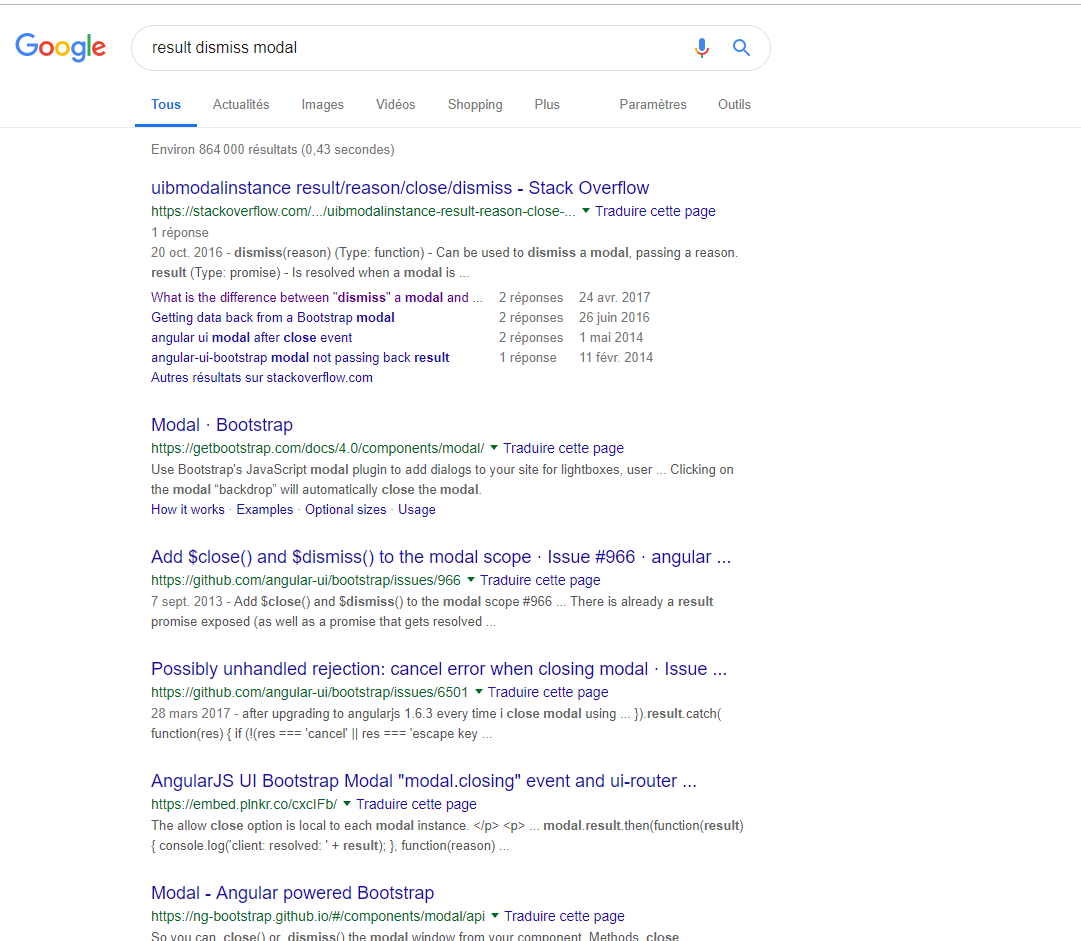 Google
result dismiss modal
Tous Actualités Images Vidéos Shopping Plus Paramètres Outils
Environ 864 000 résultats (0,43 secondes)
uibmodalinstance result/reason/close/dismiss - Stack Overflow
https://stackoverflow.com/.../uibmodalinstance-result-reason-close-... Traduire cette page
1 réponse
20 oct. 2016 - dismiss(reason) (Type: function) - Can be used to dismiss a modal, passing a reason.
result (Type: promise) - Is resolved when a modal is ...
What is the difference between "dismiss" a modal and ... 2 réponses 24 avr. 2017
Getting data back from a Bootstrap modal 2 réponses 26 juin 2016
angular ui modal after close event 2 réponses 1 mai 2014
angular-ui-bootstrap modal not passing back result 1 réponse 11 févr. 2014
Autres résultats sur stackoverflow.com
Modal · Bootstrap
https://getbootstrap.com/docs/4.0/components/modal/ Traduire cette page
Use Bootstrap's JavaScript modal plugin to add dialogs to your site for lightboxes, user ... Clicking on
the modal “backdrop” will automatically close the modal.
How it works · Examples · Optional sizes · Usage
Add $close() and $dismiss() to the modal scope · Issue #966 · angular ...
https://github.com/angular-ui/bootstrap/issues/966 Traduire cette page
7 sept. 2013 - Add $close() and $dismiss() to the modal scope #966 ... There is already a result
promise exposed (as well as a promise that gets resolved ...
Possibly unhandled rejection: cancel error when closing modal · Issue ...
https://github.com/angular-ui/bootstrap/issues/6501 Traduire cette page
28 mars 2017 - after upgrading to angularjs 1.6.3 every time i close modal using ... }).result.catch(
function(res) { if (!(res === 'cancel' || res === 'escape key ...
AngularJS UI Bootstrap Modal "modal.closing" event and ui-router ...
https://embed.plnkr.co/cxcIFb/ Traduire cette page
The allow close option is local to each modal instance. </p> <p> ... modal.result.then(function(result)
{ console.log('client: resolved: ' + result); }, function(reason) ...
Modal - Angular powered Bootstrap
https://ng-bootstrap.github.io/#/components/modal/api Traduire cette page
So you can, close() or, dismiss() the modal window from your component. Methods. close